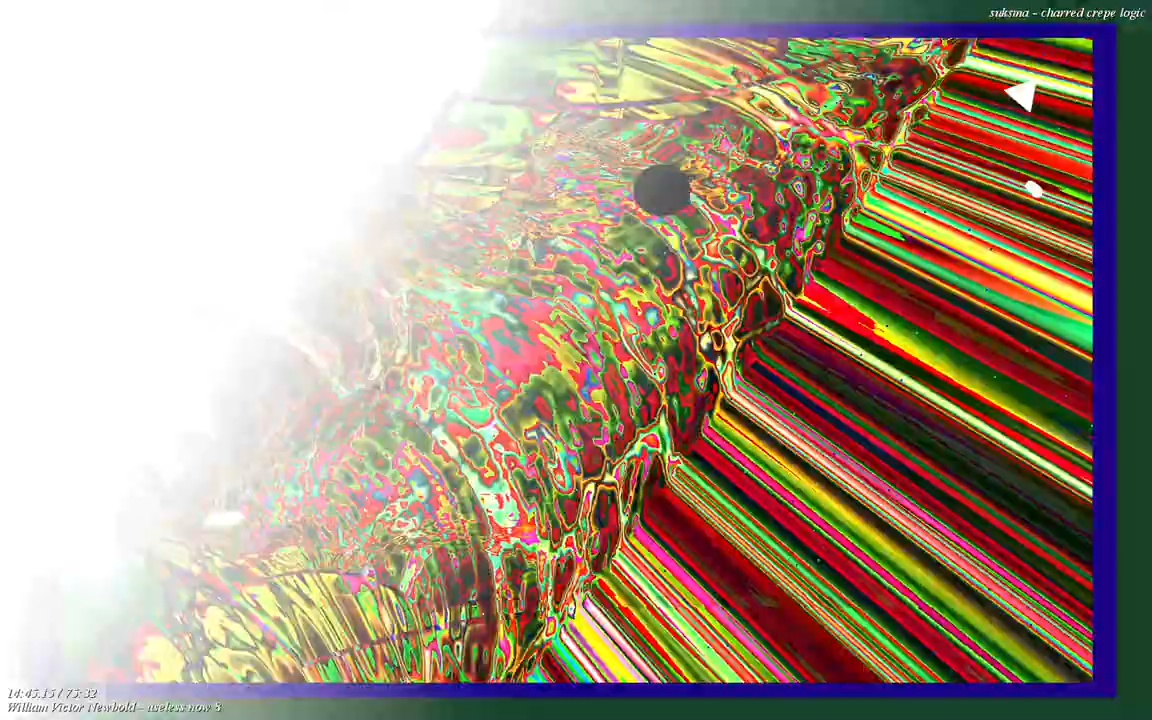 suksma - charred crepe logic
14:45.15 / 75:32
William Victor Newbold - useless now 8